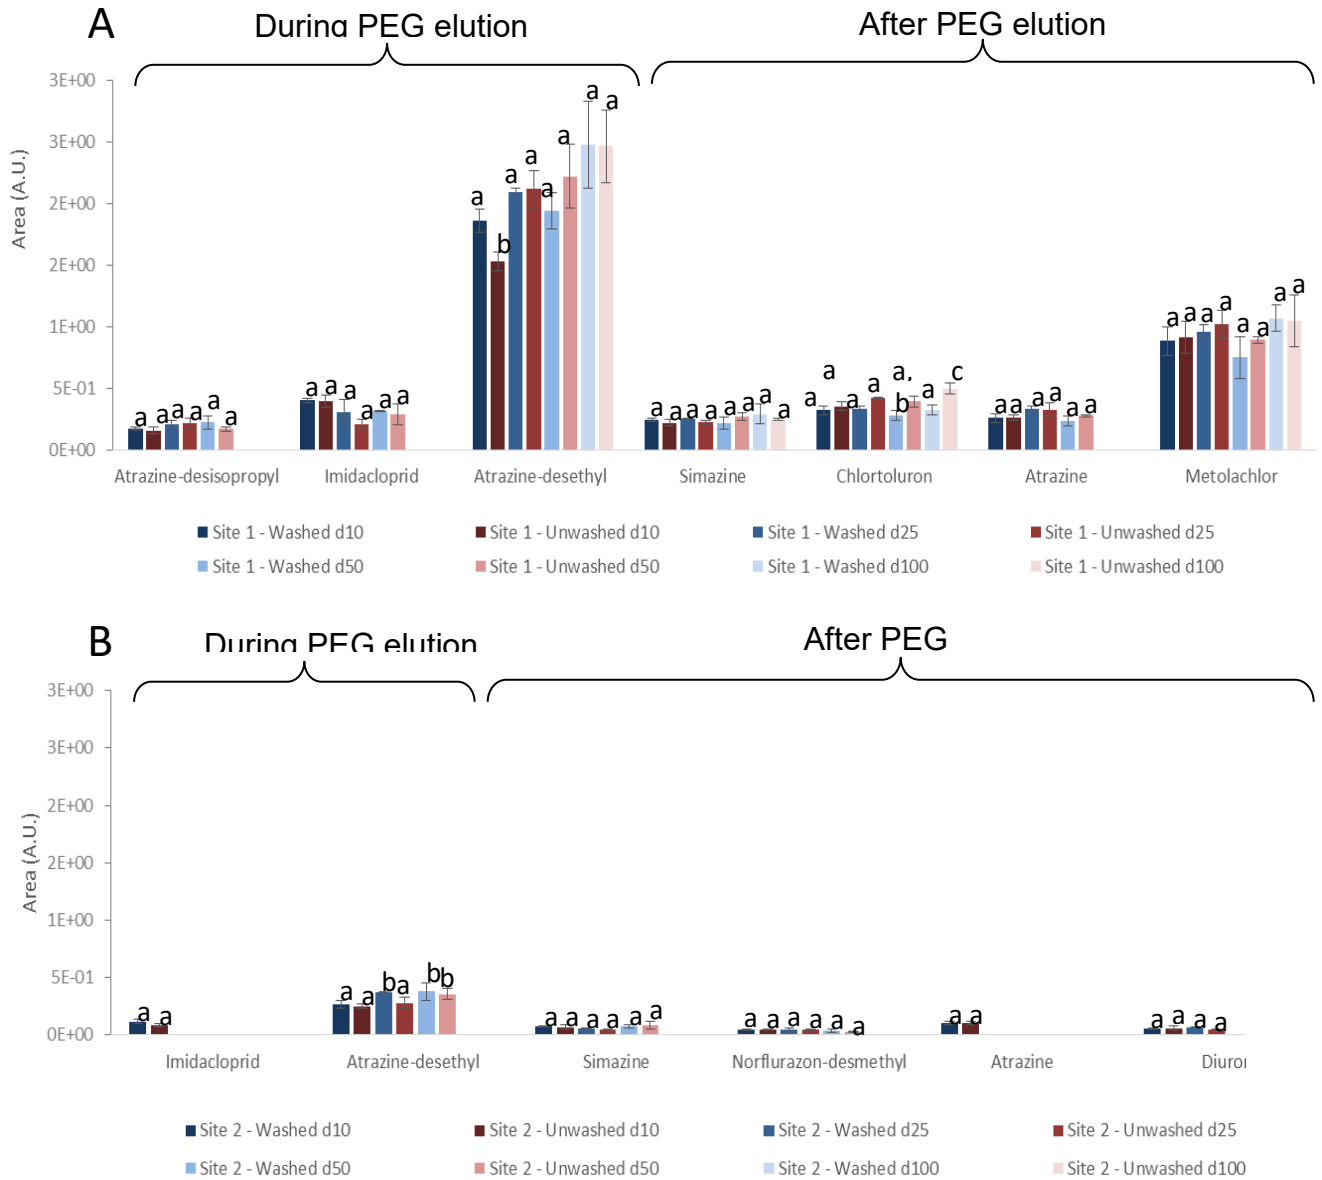 A
During PEG elution
After PEG elution
3E+00
3E+00
2E+00
2E+00
1E+00
5E-01
0E+00
Area (A.U.)
a a a a a a
a a a a a a
a b a a a a a a
a a a a a a a a
a a a a a, b a c
a a a a a a
a a a a a a a a
Atrazine-desisopropyl
Imidacloprid
Atrazine-desethyl
Simazine
Chlortoluron
Atrazine
Metolachlor
Site 1 - Washed d10
Site 1 - Unwashed d10
Site 1 - Washed d25
Site 1 - Unwashed d25
Site 1 - Washed d50
Site 1 - Unwashed d50
Site 1 - Washed d100
Site 1 - Unwashed d100
B
During PEG elution
After PEG
3E+00
3E+00
2E+00
2E+00
1E+00
5E-01
0E+00
Area (A.U.)
a a
a a b a b b
a a a a a a
a a a a a a
a a
a a a a
Imidacloprid
Atrazine-desethyl
Simazine
Norflurazon-desmethyl
Atrazine
Site 2 - Washed d10
Site 2 - Unwashed d10
Site 2 - Washed d25
Site 2 - Unwashed d25
Site 2 - Washed d50
Site 2 - Unwashed d50
Site 2 - Washed d100
Site 2 - Unwashed d100